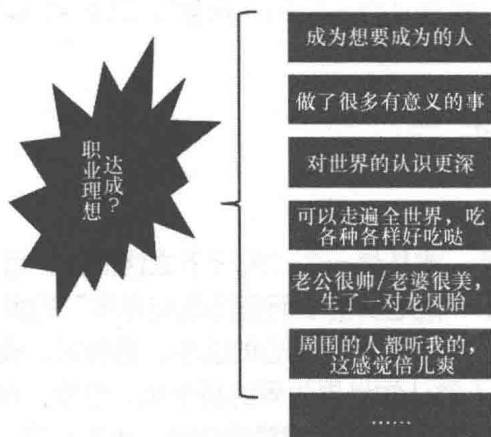 职业理想
达成？
成为想要成为的人
做了很多有意义的事
对世界的认识更深
可以走遍全世界，吃
各种各样好吃哒
老公很帅/老婆很美，
生了一对龙凤胎
周围的人都听我的，
这感觉倍儿爽
……